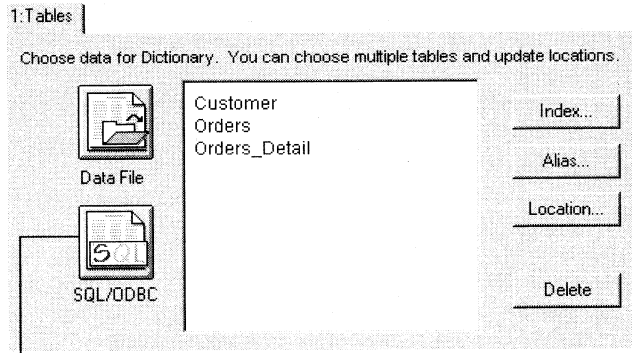 1:Tables
Choose data for Dictionary. You can choose multiple tables and update locations.
Data File
SQL
SQL/ODBC
Customer
Orders
Orders_Detail
Index...
Alias...
Location...
Delete